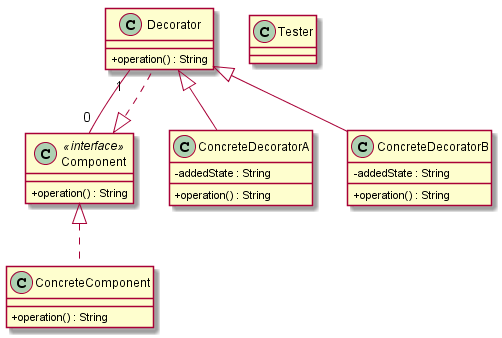 C Decorator
+operation() : String
C Tester
1
0
C «interface»
Component
+operation() : String
C ConcreteDecoratorA
-addedState : String
+operation() : String
C ConcreteDecoratorB
-addedState : String
+operation() : String
C ConcreteComponent
+operation() : String